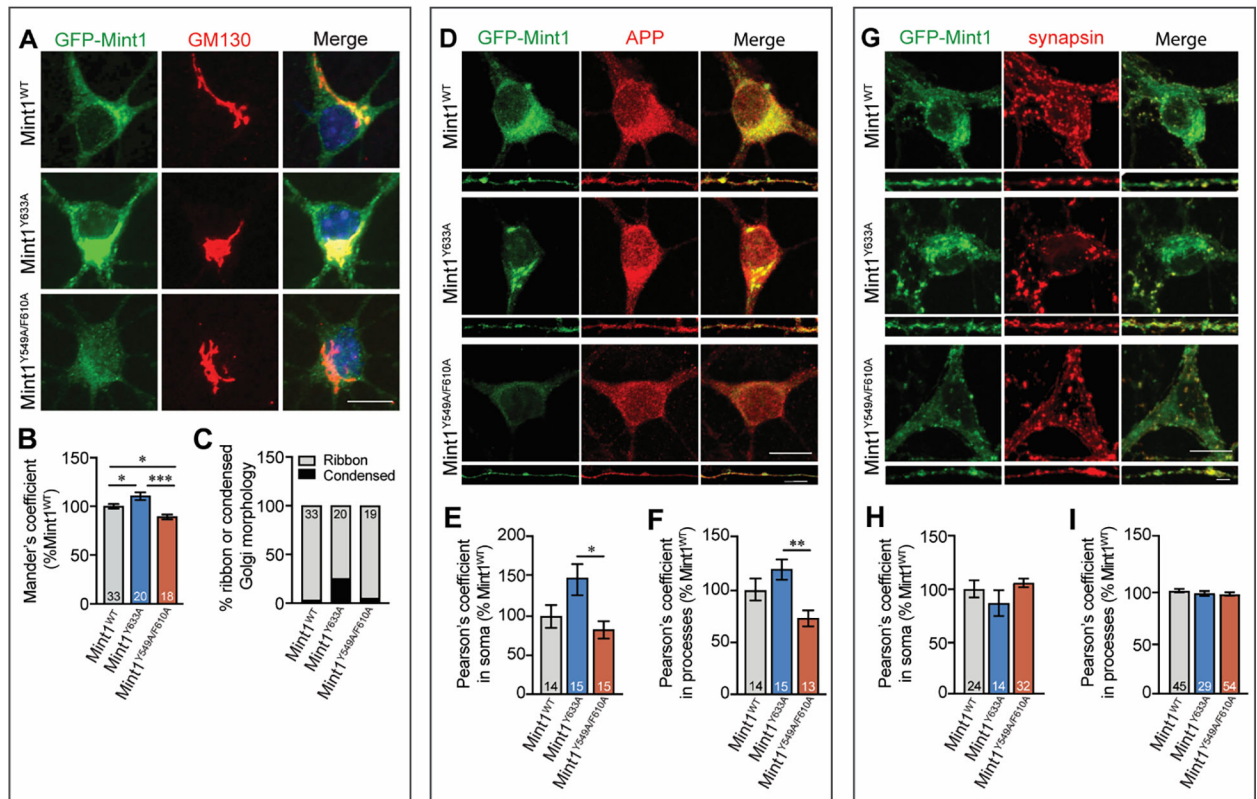 A
GFP-Mint1 GM130 Merge
Mint1WT
Mint1Y633A
Mint1Y549A/F610A
B
Mander's coefficient
(%Mint1WT)
150
100
50
0
*
* ***
33 20 18
Mint1WT
Mint1Y633A
Mint1Y549A/F610A
C
Ribbon
Condensed
% ribbon or condensed
Golgi morphology
150
100
50
0
33 20 19
Mint1WT
Mint1Y633A
Mint1Y549A/F610A
D
GFP-Mint1 APP Merge
Mint1WT
Mint1Y633A
Mint1Y549A/F610A
E
Pearson's coefficient
in soma (% Mint1WT)
200
150
100
50
0
*
14 15 15
Mint1WT
Mint1Y633A
Mint1Y549A/F610A
F
Pearson's coefficient
in processes (% Mint1WT)
150
100
50
0
**
14 15 13
Mint1WT
Mint1Y633A
Mint1Y549A/F610A
G
GFP-Mint1 synapsin Merge
Mint1WT
Mint1Y633A
Mint1Y549A/F610A
H
Pearson's coefficient
in soma (% Mint1WT)
150
100
50
0
24 14 32
Mint1WT
Mint1Y633A
Mint1Y549A/F610A
I
Pearson's coefficient
in processes (% Mint1WT)
150
100
50
0
45 29 54
Mint1WT
Mint1Y633A
Mint1Y549A/F610A